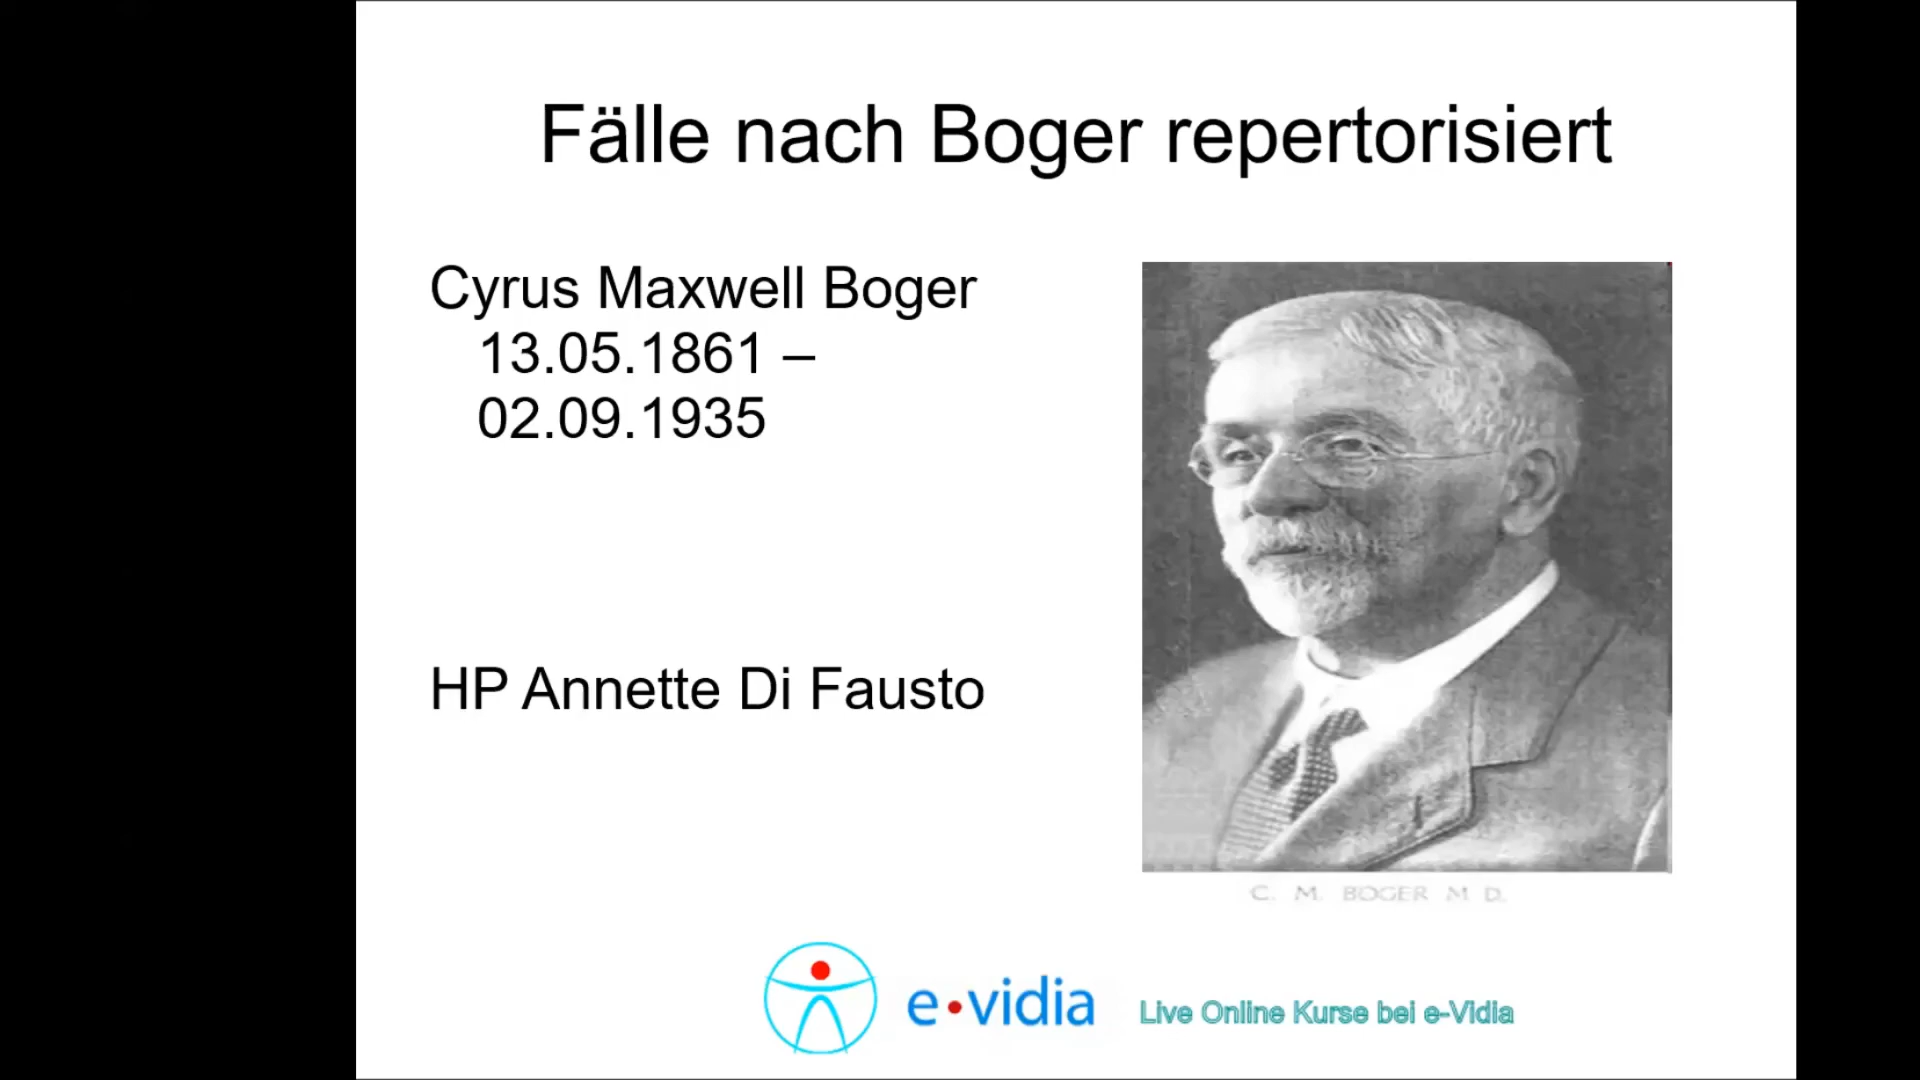 Fälle nach Boger repertorisiert
Cyrus Maxwell Boger
13.05.1861 –
02.09.1935
HP Annette Di Fausto
C. M. BOGER M D.
e•vidia
Live Online Kurse bei e-Vidia